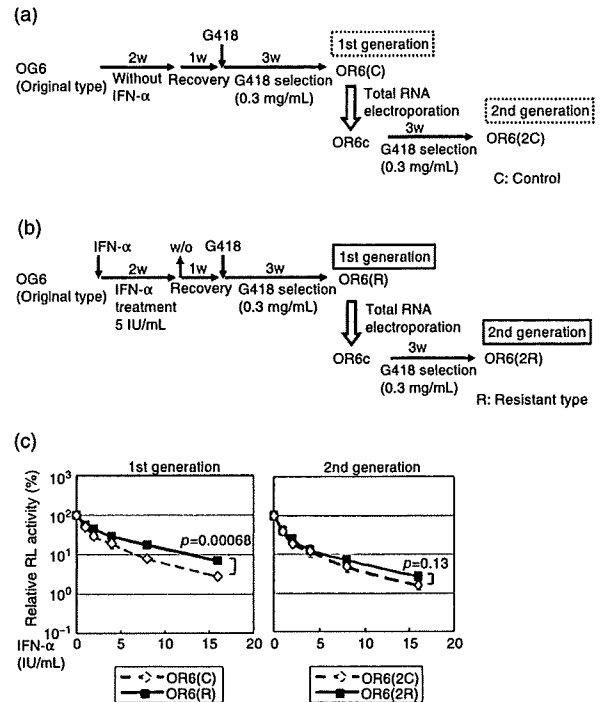 (a)
G418
1st generation
2w
1w
3w
OG6
(Original type)
Without
IFN-α
Recovery
G418 selection
(0.3 mg/mL)
OR6(C)
Total RNA
electroporation
2nd generation
OR6c
3w
OR6(2C)
G418 selection
(0.3 mg/mL)
C: Control
(b)
IFN-α
w/o
G418
1st generation
2w
1w
3w
OG6
(Original type)
IFN-α
treatment
5 IU/mL
Recovery
G418 selection
(0.3 mg/mL)
OR6(R)
Total RNA
electroporation
2nd generation
OR6c
3w
OR6(2R)
G418 selection
(0.3 mg/mL)
R: Resistant type
(c)
1st generation
2nd generation
Relative RL activity (%)
10³
10²
10¹
10⁰
10⁻¹
p=0.00068
p=0.13
0 5 10 15 20
0 5 10 15 20
IFN-α
(IU/mL)
OR6(C)
OR6(R)
OR6(2C)
OR6(2R)